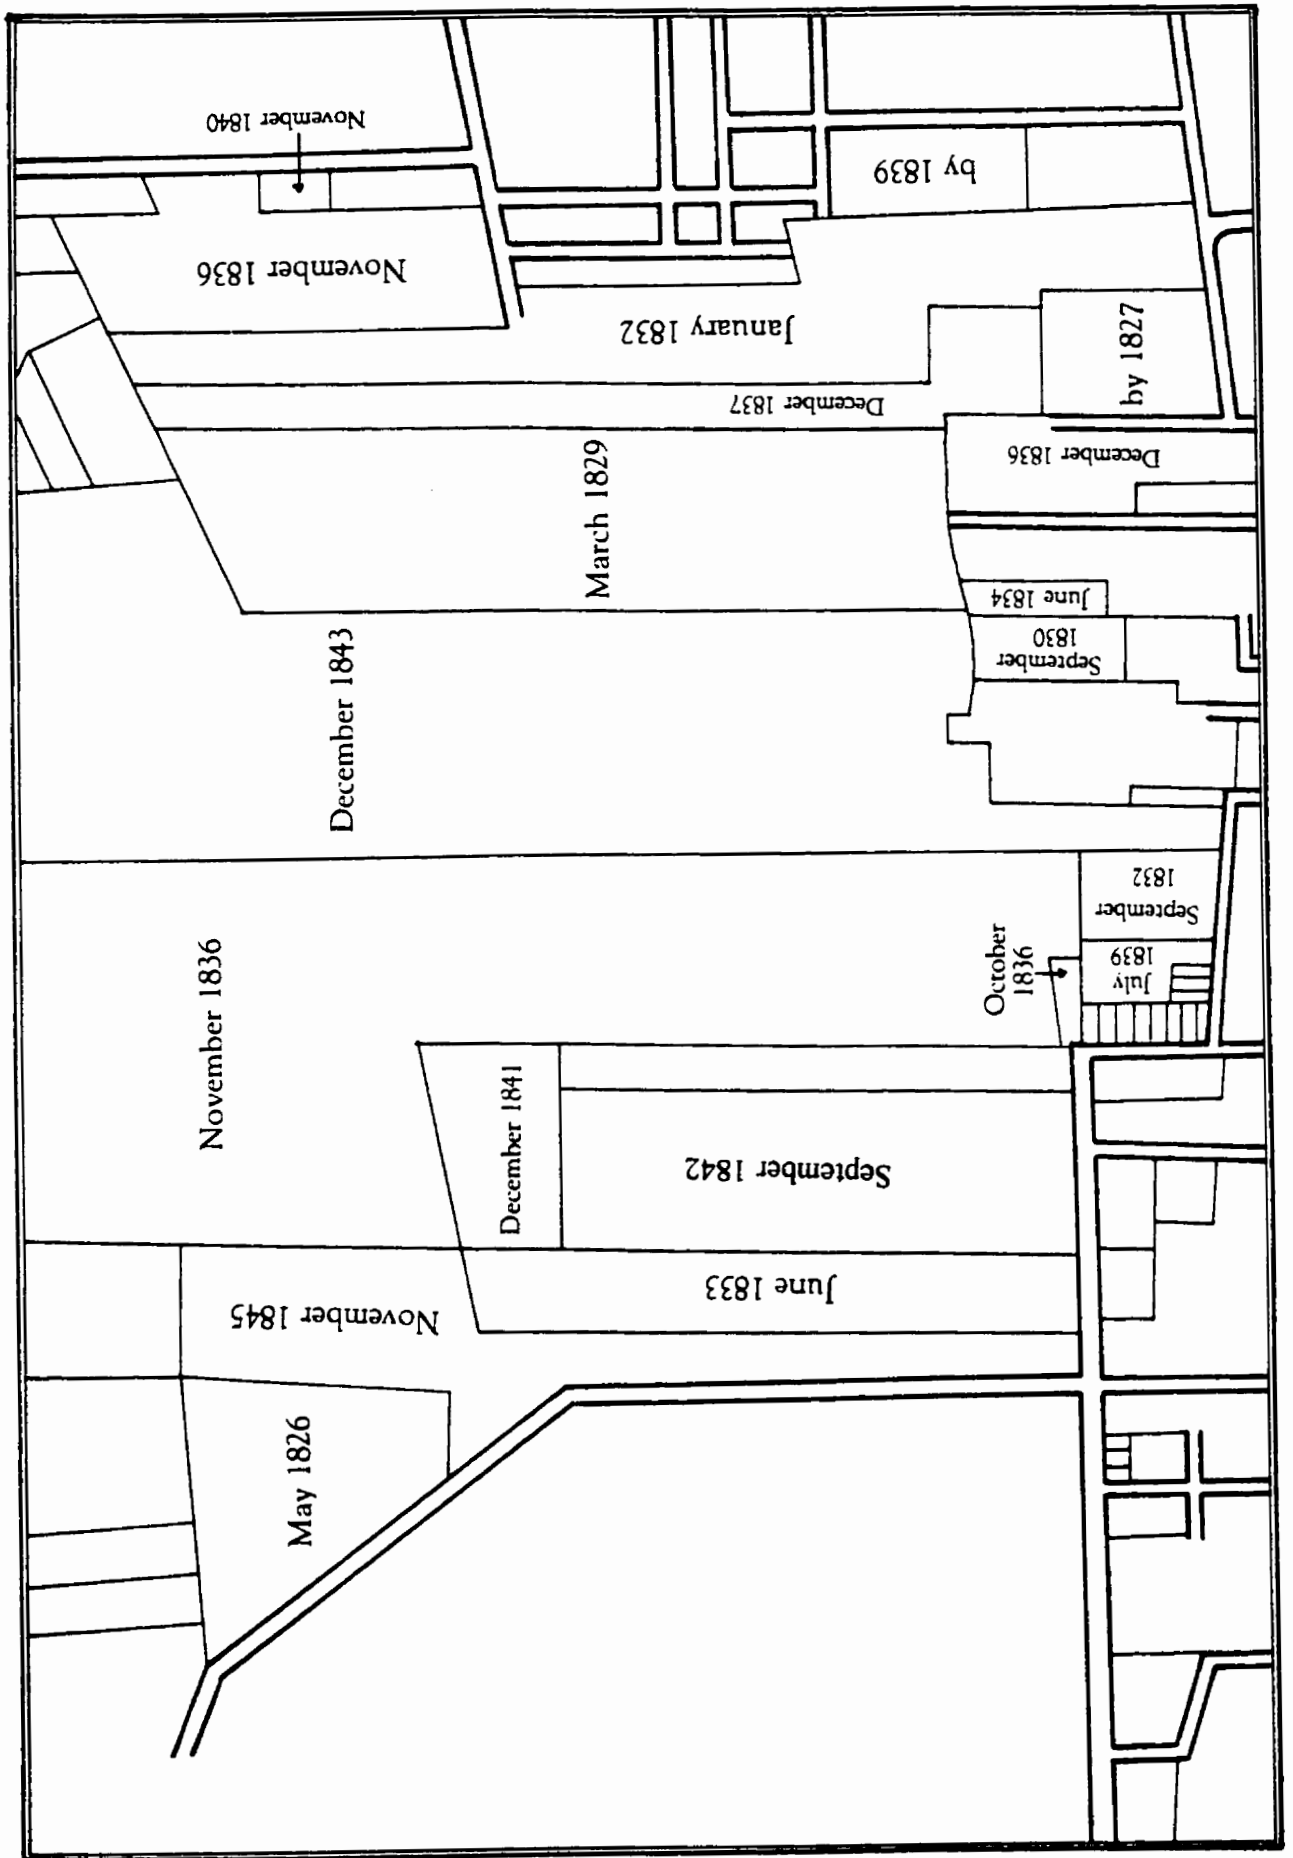 November 1840
by 1839
November 1836
January 1832
by 1827
December 1837
December 1836
March 1829
June 1834
September
1830
December 1843
September
1832
October
1836
July
1839
November 1836
December 1841
September 1842
June 1833
November 1845
May 1826